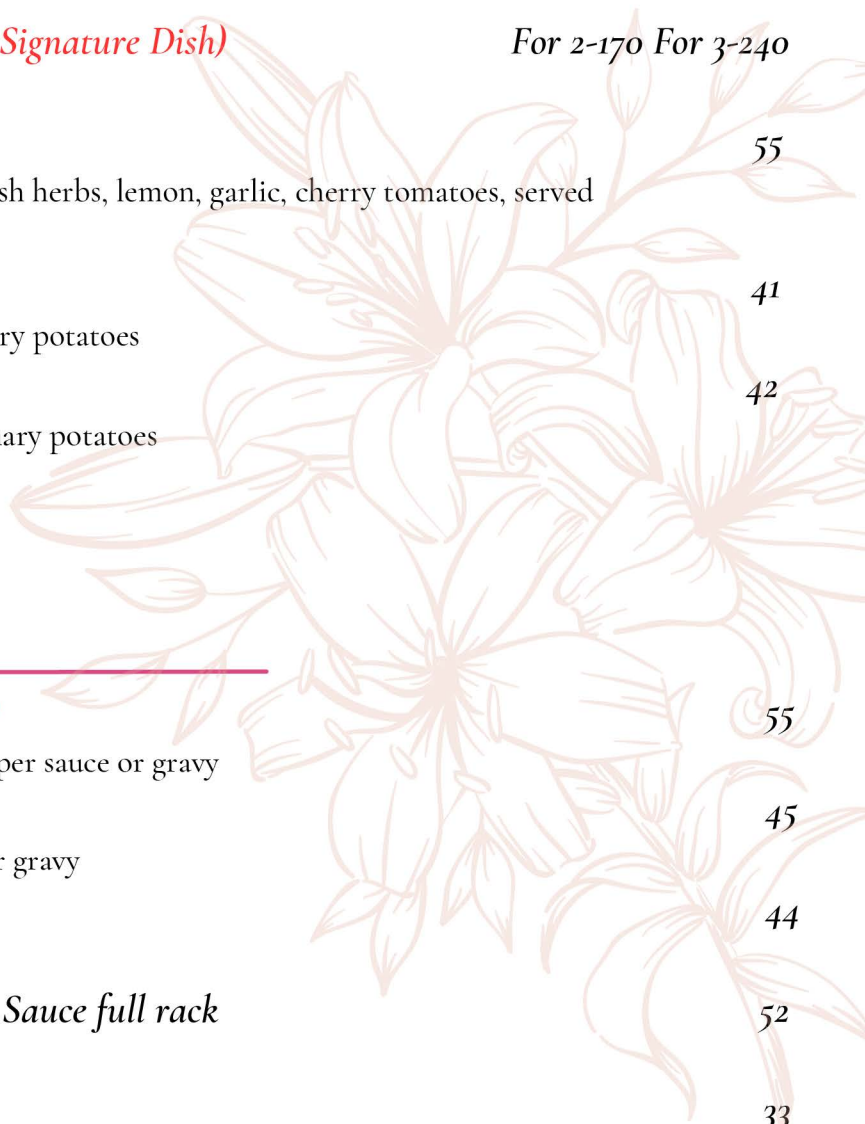 Signature Dish) For 2-170 For 3-240
55
sh herbs, lemon, garlic, cherry tomatoes, served
41
ry potatoes
42
ary potatoes
55
per sauce or gravy
45
r gravy
44
Sauce full rack 52
33